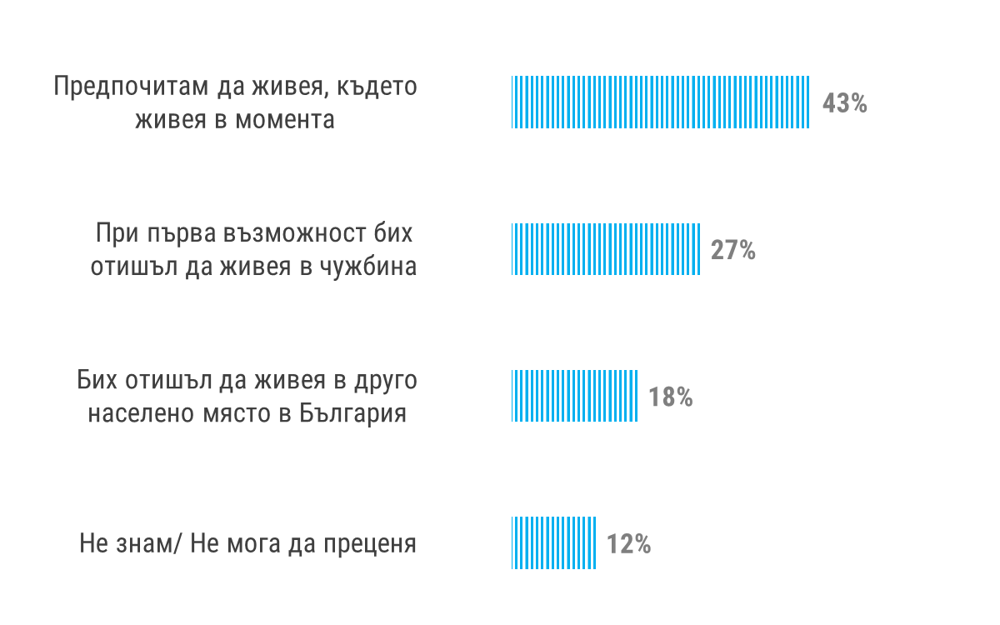 Предпочитам да живея, където
живея в момента
43%
При първа възможност бих
отишъл да живея в чужбина
27%
Бих отишъл да живея в друго
населено място в България
18%
Не знам/ Не мога да преценя
12%